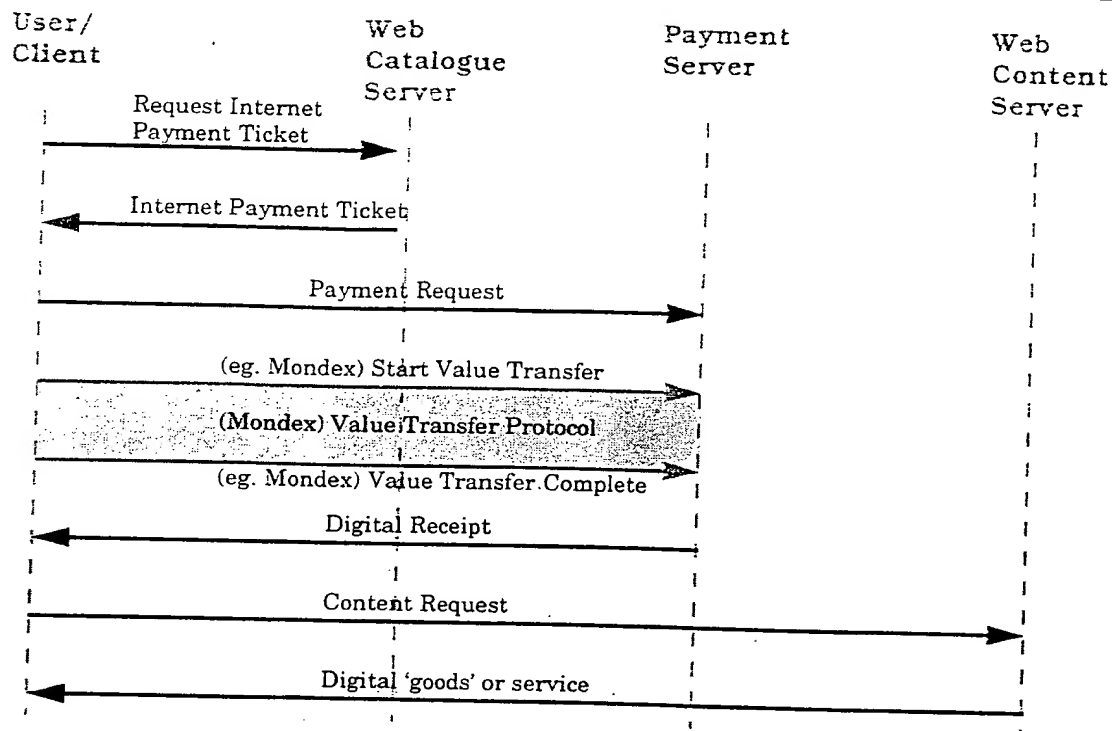 User/
Client
Web
Catalogue
Server
Payment
Server
Web
Content
Server
Request Internet
Payment Ticket
Internet Payment Ticket
Payment Request
(eg. Mondex) Start Value Transfer
(Mondex) Value Transfer Protocol
(eg. Mondex) Value Transfer Complete
Digital Receipt
Content Request
Digital 'goods' or service